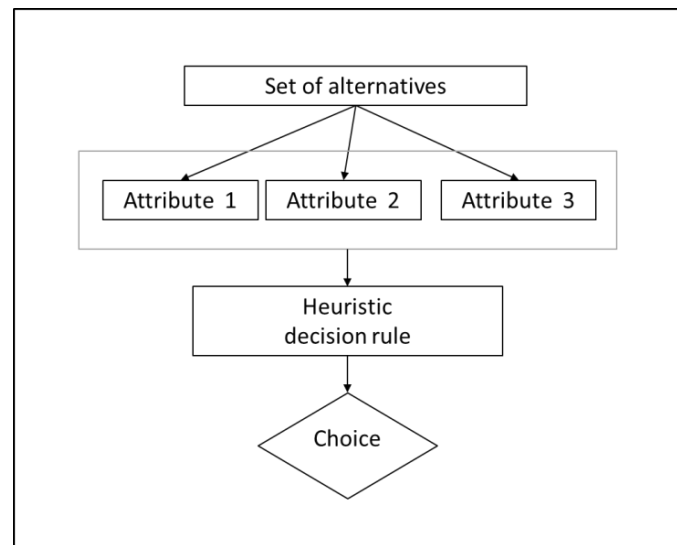 Set of alternatives
Attribute 1
Attribute 2
Attribute 3
Heuristic
decision rule
Choice